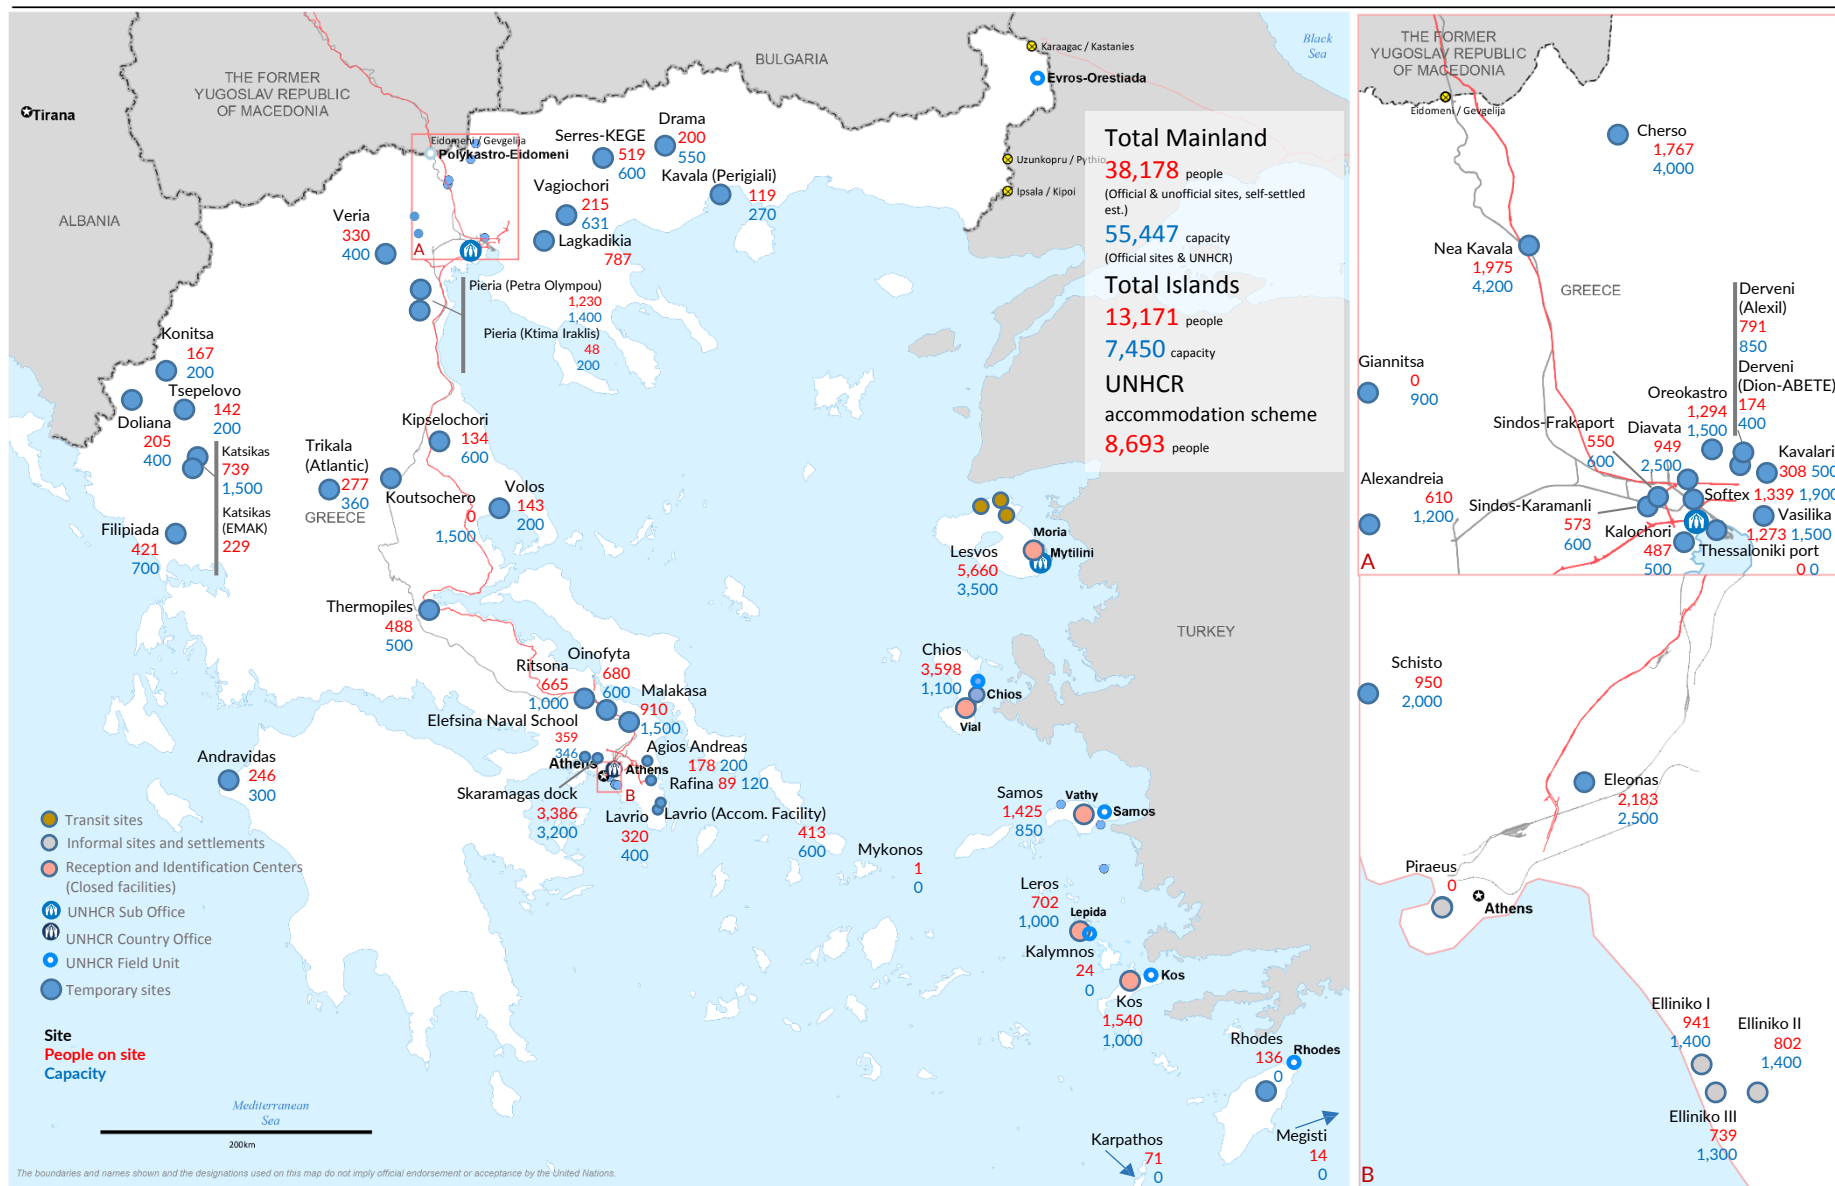 THE FORMER
YUGOSLAV REPUBLIC
OF MACEDONIA
BULGARIA
Black
Sea
Tirana
ALBANIA
Karaagac / Kastanies
Evros-Orestiada
Uzunkopru / Pythio
Ipsala / Kipoi
Eidomeni / Gevgelija
Polykastro-Eidomeni
A
Serres-KEGE
519
600
Drama
200
550
Kavala (Perigiali)
119
270
Vagiochori
215
631
Lagkadikia
787
Veria
330
400
Pieria (Petra Olympou)
1,230
1,400
Pieria (Ktima Iraklis)
48
200
Total Mainland
38,178 people
(Official & unofficial sites, self-settled
est.)
55,447 capacity
(Official sites & UNHCR)
Total Islands
13,171 people
7,450 capacity
UNHCR
accommodation scheme
8,693 people
Konitsa
167
200
Tsepelovo
142
200
Doliana
205
400
Katsikas
739
1,500
Katsikas
(EMAK)
229
Filipiada
421
700
Trikala
(Atlantic)
277
360
GREECE
Kipselochori
134
600
Koutsochero
0
1,500
Volos
143
200
Thermopiles
488
500
Ritsona
665
1,000
Oinofyta
680
600
Malakasa
910
1,500
Elefsina Naval School
359
346
Athens
Athens
B
Agios Andreas
178 200
Rafina 89 120
Skaramagas dock
3,386
3,200
Lavrio
320
400
Lavrio (Accom. Facility)
413
600
Andravidas
246
300
Mykonos
1
0
Lesvos
5,660
3,500
Moria
Mytilini
TURKEY
Chios
3,598
1,100
Chios
Vial
Samos
1,425
850
Vathy
Samos
Leros
702
1,000
Lepida
Kalymnos
24
0
Kos
Kos
1,540
1,000
Rhodes
136
0
Rhodes
Karpathos
71
0
Megisti
14
0
Transit sites
Informal sites and settlements
Reception and Identification Centers
(Closed facilities)
UNHCR Sub Office
UNHCR Country Office
UNHCR Field Unit
Temporary sites
Site
People on site
Capacity
Mediterranean
Sea
200km
The boundaries and names shown and the designations used on this map do not imply official endorsement or acceptance by the United Nations.
THE FORMER
YUGOSLAV REPUBLIC
OF MACEDONIA
Eidomeni / Gevgelija
Cherso
1,767
4,000
Nea Kavala
1,975
4,200
GREECE
Derveni
(Alexil)
791
850
Derveni
(Dion-ABETE)
174
400
Giannitsa
0
900
Oreokastro
1,294
1,500
Sindos-Frakaport
550
600
Diavata
949
2,500
Kavalari
308 500
Alexandreia
610
1,200
Softex 1,339 1,900
Sindos-Karamanli
573
600
Vasilika
1,273 1,500
Kalochori
487
500
Thessaloniki port
0 0
A
Schisto
950
2,000
Eleonas
2,183
2,500
Piraeus
0
Athens
Elliniko I
941
1,400
Elliniko II
802
1,400
Elliniko III
739
1,300
B